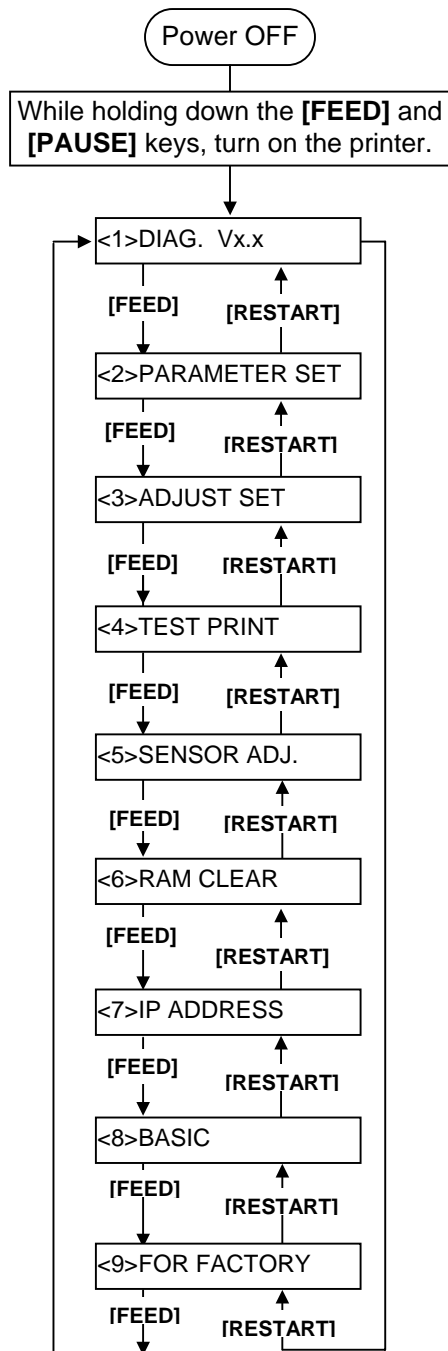 Power OFF
While holding down the [FEED] and
[PAUSE] keys, turn on the printer.
<1>DIAG. Vx.x
[FEED] [RESTART]
<2>PARAMETER SET
[FEED] [RESTART]
<3>ADJUST SET
[FEED] [RESTART]
<4>TEST PRINT
[FEED] [RESTART]
<5>SENSOR ADJ.
[FEED] [RESTART]
<6>RAM CLEAR
[FEED] [RESTART]
<7>IP ADDRESS
[FEED] [RESTART]
<8>BASIC
[FEED] [RESTART]
<9>FOR FACTORY
[FEED] [RESTART]